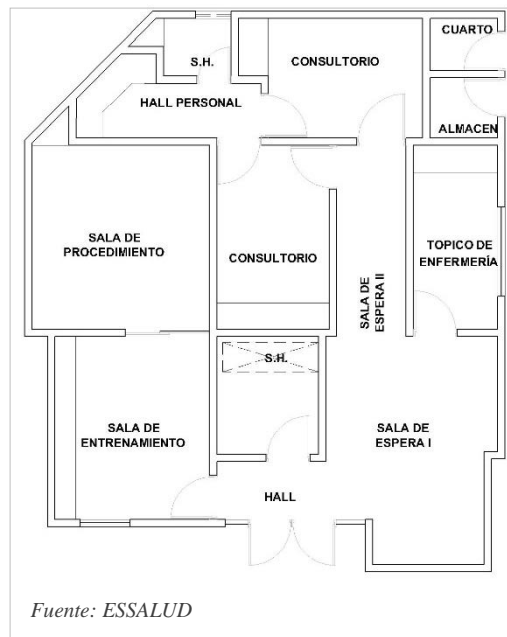 CUARTO
S.H.
CONSULTORIO
HALL PERSONAL
ALMACEN
SALA DE
PROCEDIMIENTO
CONSULTORIO
SALA DE
ESPERA II
TOPICO DE
ENFERMERÍA
S.H.
SALA DE
ENTRENAMIENTO
SALA DE
ESPERA I
HALL
Fuente: ESSALUD